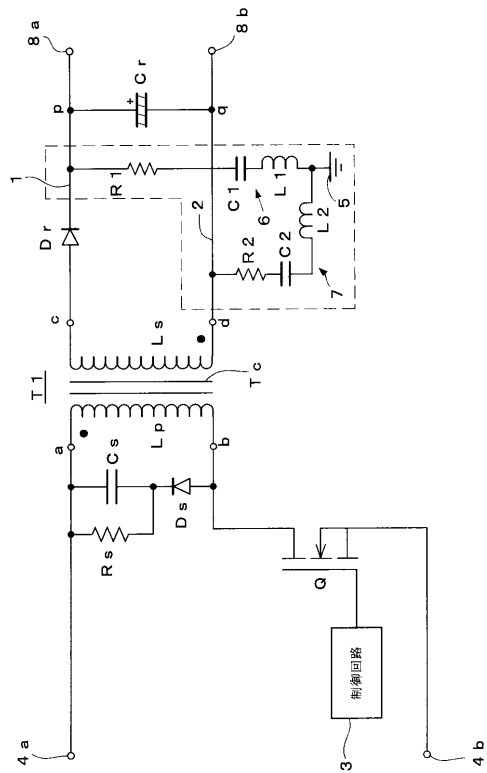 8a
8b
p
Cr
+
q
1
R1
C1
L1
6
5
2
Dr
R2
C2
L2
7
c
d
Ls
T1
Tc
Lp
a
b
Cs
Rs
Ds
Q
制御回路
3
4a
4b